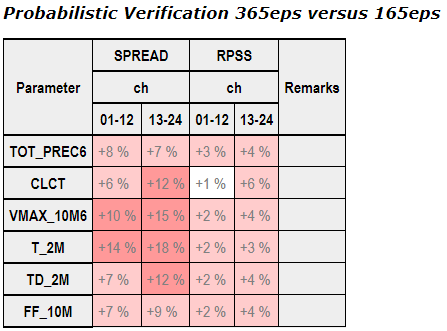 Probabilistic Verification 365eps versus 165eps
Parameter SPREAD RPSS Remarks
ch ch
01-12 13-24 01-12 13-24
TOT_PREC6 +8 % +7 % +3 % +4 %
CLCT +6 % +12 % +1 % +6 %
VMAX_10M6 +10 % +15 % +2 % +4 %
T_2M +14 % +18 % +2 % +3 %
TD_2M +7 % +12 % +2 % +4 %
FF_10M +7 % +9 % +2 % +4 %